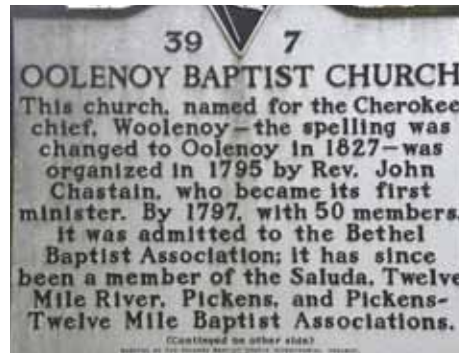 39 7
OOLENOY BAPTIST CHURCH
This church, named for the Cherokee
chief, Woolenoy—the spelling was
changed to Oolenoy in 1827—was
organized in 1795 by Rev. John
Chastain, who became its first
minister. By 1797, with 50 members,
it was admitted to the Bethel
Baptist Association; it has since
been a member of the Saluda, Twelve
Mile River, Pickens, and Pickens-
Twelve Mile Baptist Associations.
(Continued on other side)